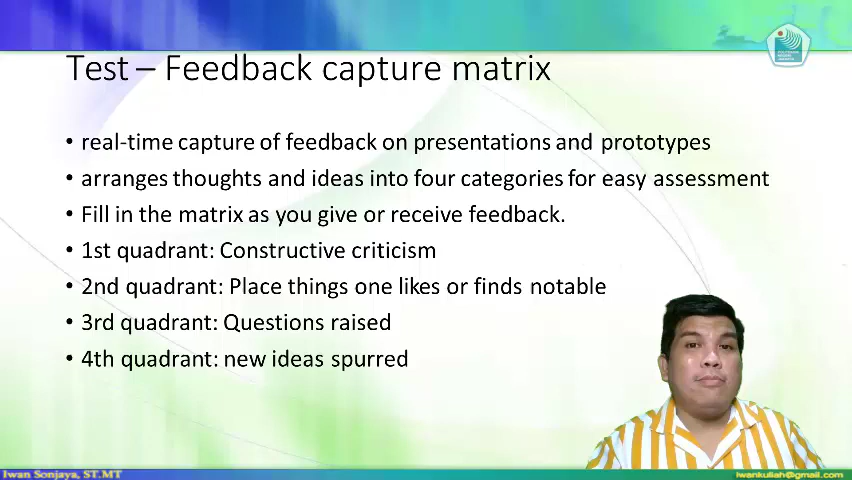 Test – Feedback capture matrix
• real-time capture of feedback on presentations and prototypes
• arranges thoughts and ideas into four categories for easy assessment
• Fill in the matrix as you give or receive feedback.
• 1st quadrant: Constructive criticism
• 2nd quadrant: Place things one likes or finds notable
• 3rd quadrant: Questions raised
• 4th quadrant: new ideas spurred
Iwan Sonjaya, ST.MT
iwankuliah@gmail.com